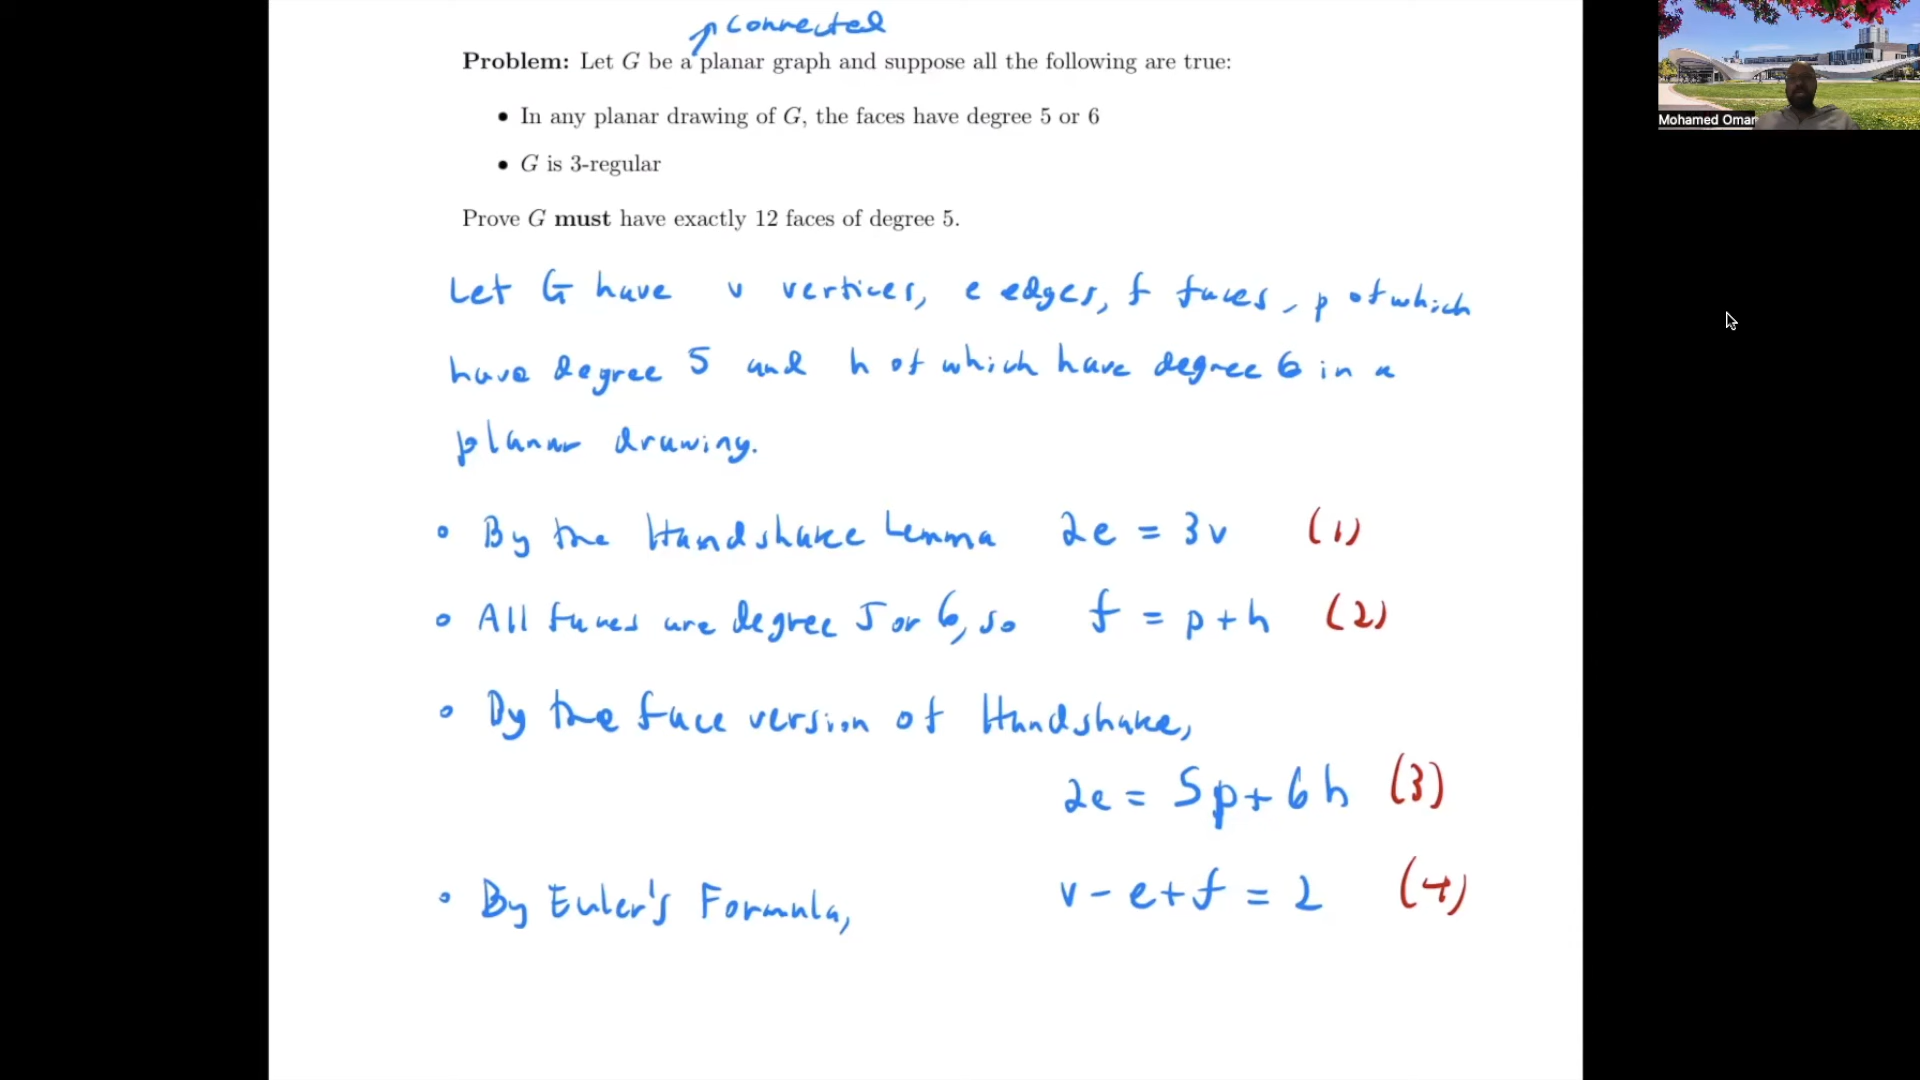 connected
Problem: Let G be a planar graph and suppose all the following are true:
• In any planar drawing of G, the faces have degree 5 or 6
• G is 3-regular
Prove G must have exactly 12 faces of degree 5.
Let G have v vertices, e edges, f faces, p of which
have degree 5 and h of which have degree 6 in a
planar drawing.
• By the Handshake Lemma 2e = 3v (1)
• All faces are degree 5 or 6, so f = p+h (2)
• By the face version of Handshake,
2e = 5p+6h (3)
• By Euler's Formula, v-e+f = 2 (4)
Mohamed Omar